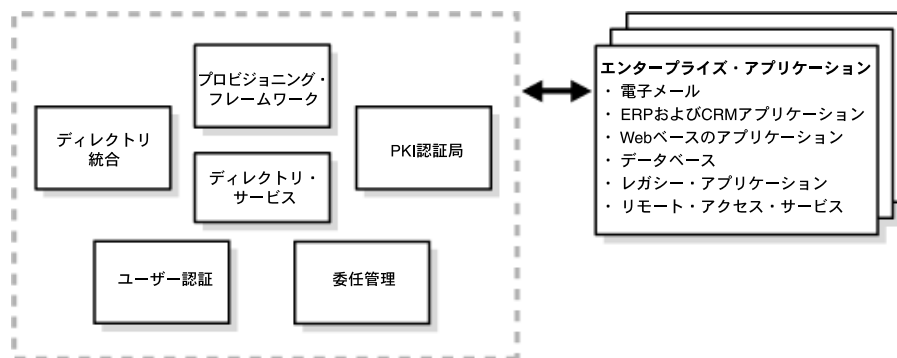 プロビジョニング・
フレームワーク
ディレクトリ
統合
PKI認証局
ディレクトリ・
サービス
ユーザー認証
委任管理
エンタープライズ・アプリケーション
・ 電子メール
・ ERPおよびCRMアプリケーション
・ Webベースのアプリケーション
・ データベース
・ レガシー・アプリケーション
・ リモート・アクセス・サービス